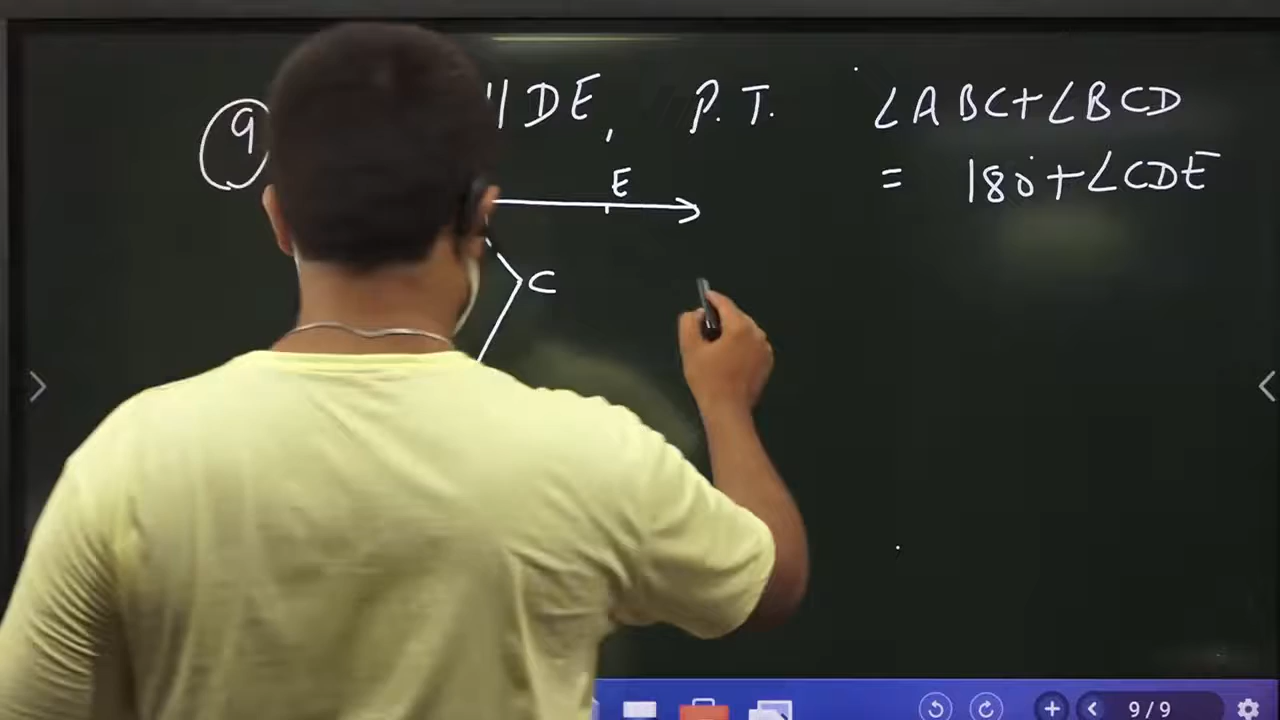 9 || DE, P.T. ∠ABC+∠BCD
= 180°+∠CDE
E
C
9/9